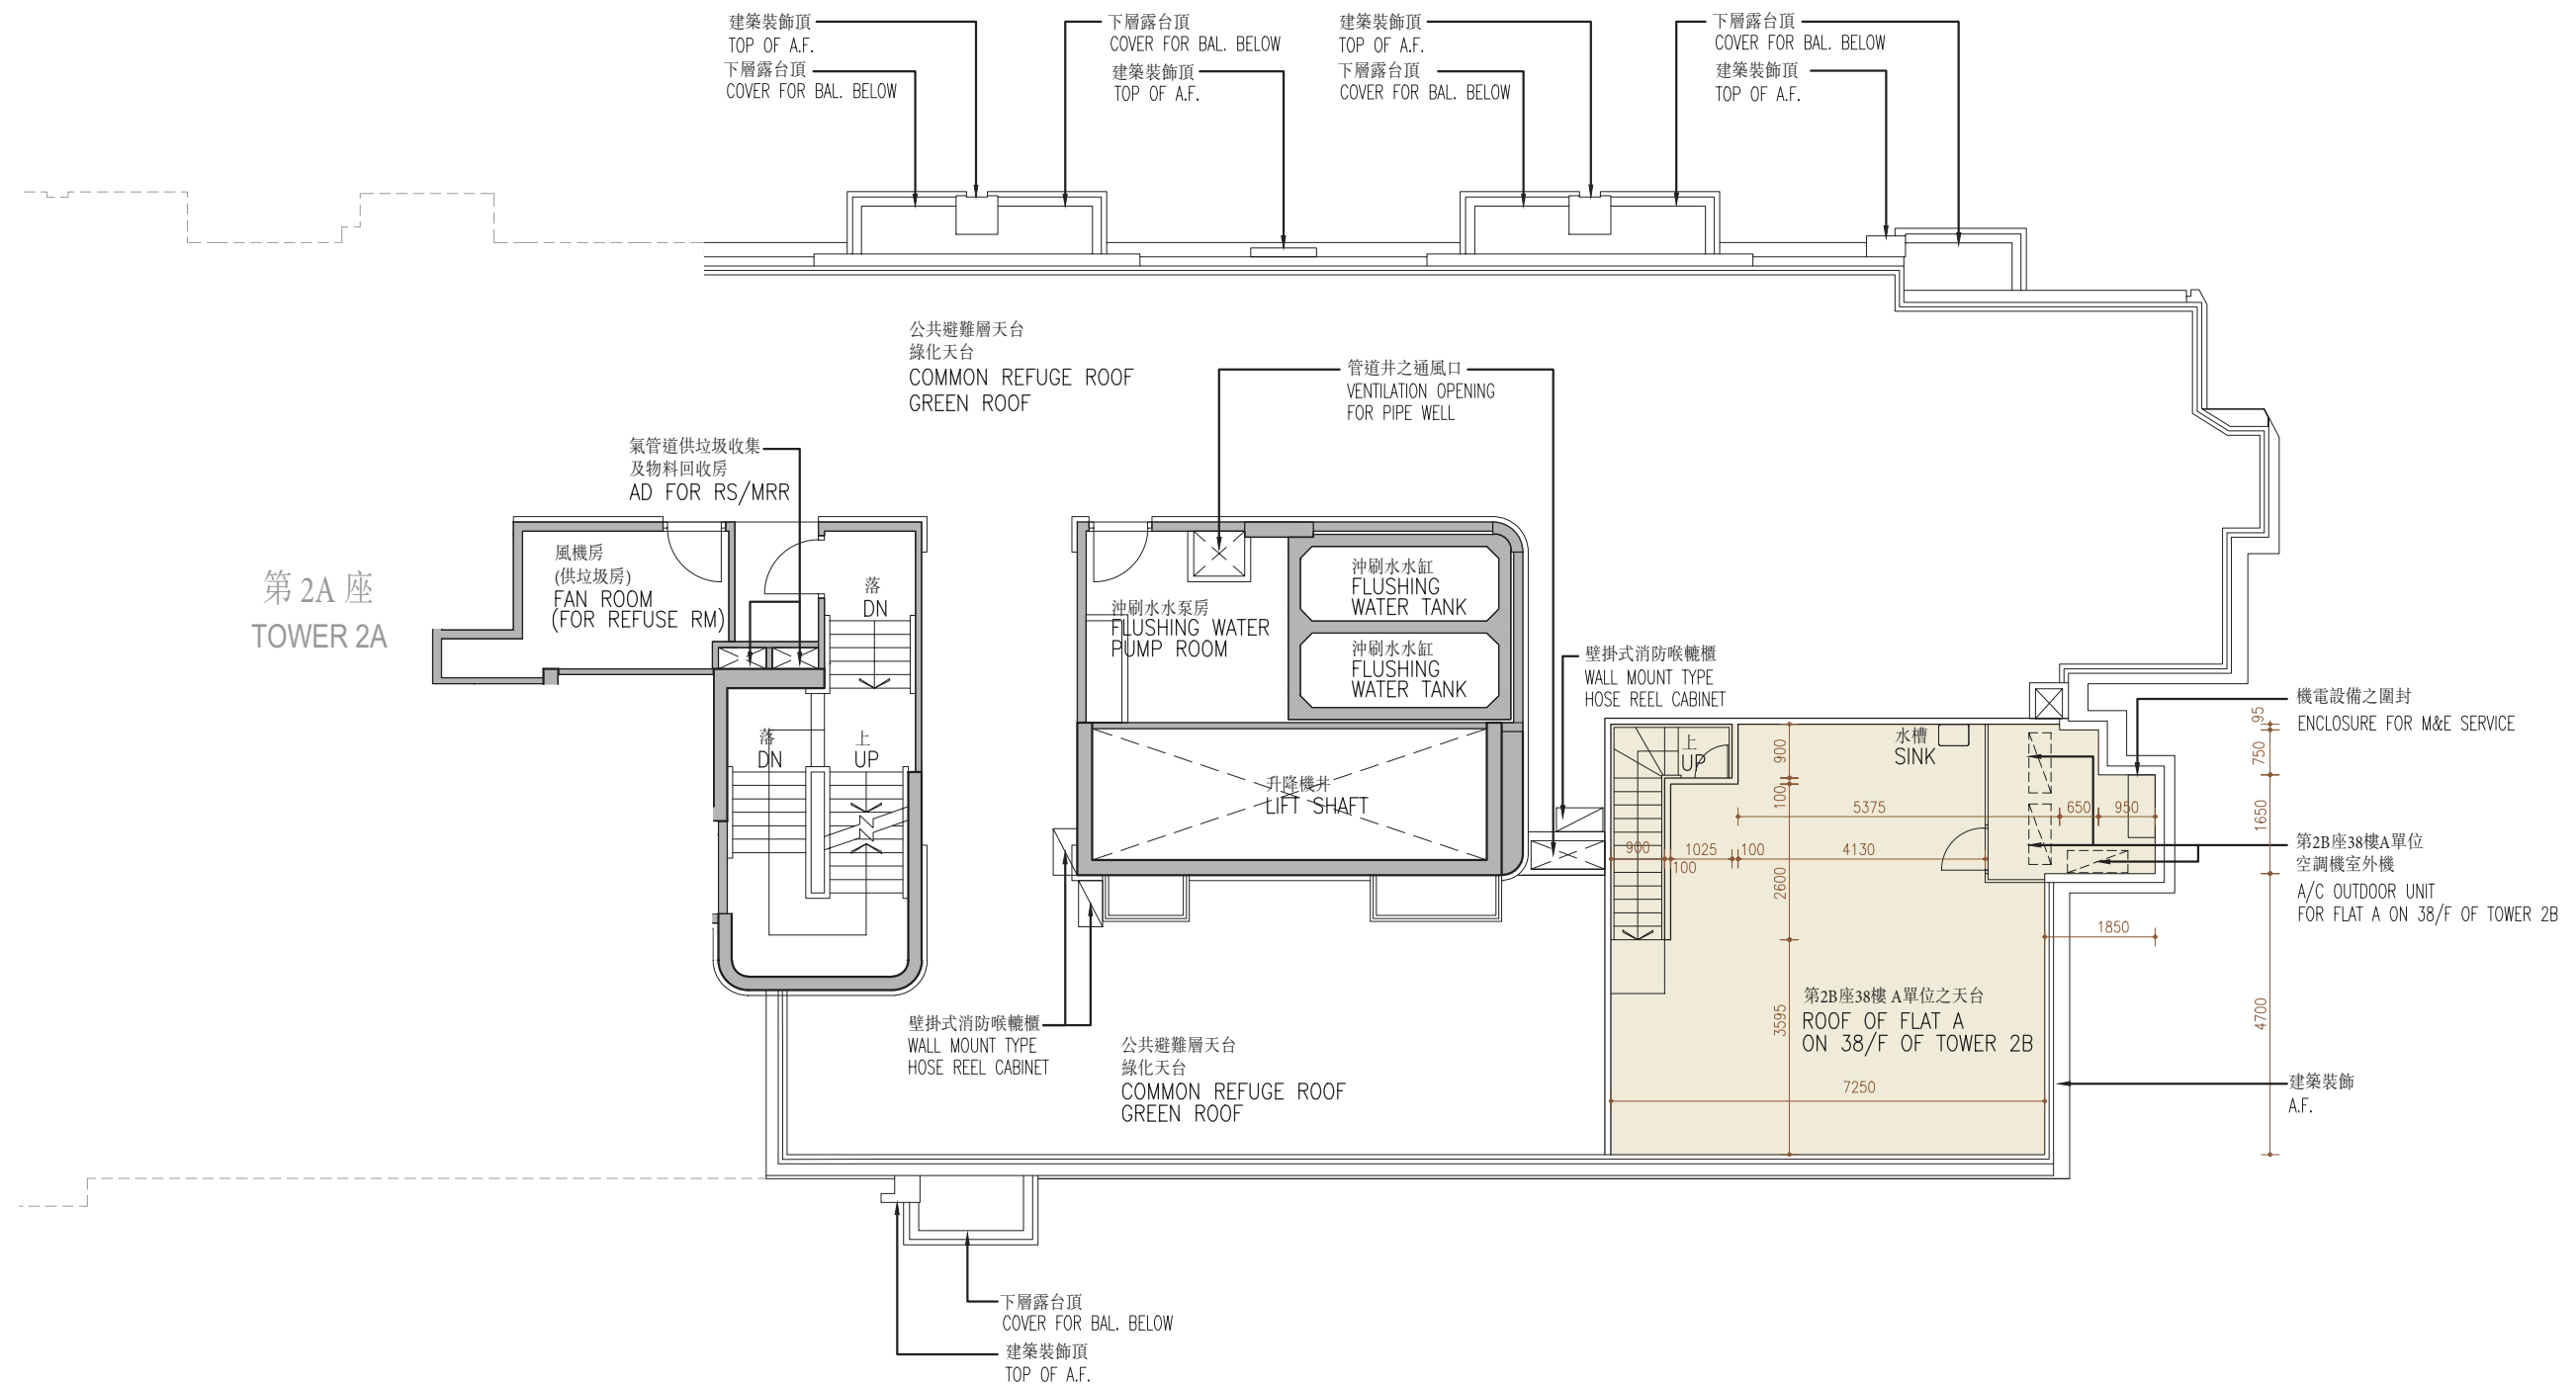 建築裝飾頂
TOP OF A.F.
下層露台頂
COVER FOR BAL. BELOW
下層露台頂
COVER FOR BAL. BELOW
建築裝飾頂
TOP OF A.F.
建築裝飾頂
TOP OF A.F.
下層露台頂
COVER FOR BAL. BELOW
下層露台頂
COVER FOR BAL. BELOW
建築裝飾頂
TOP OF A.F.
公共避難層天台
綠化天台
COMMON REFUGE ROOF
GREEN ROOF
管道井之通風口
VENTILATION OPENING
FOR PIPE WELL
氣管道供垃圾收集
及物料回收房
AD FOR RS/MRR
第 2A 座
TOWER 2A
風機房
(供垃圾房)
FAN ROOM
(FOR REFUSE RM)
落
DN
沖刷水水泵房
FLUSHING WATER
PUMP ROOM
沖刷水水缸
FLUSHING
WATER TANK
沖刷水水缸
FLUSHING
WATER TANK
壁掛式消防喉轆櫃
WALL MOUNT TYPE
HOSE REEL CABINET
落
DN
上
UP
升降機井
LIFT SHAFT
上
UP
水槽
SINK
機電設備之圍封
ENCLOSURE FOR M&E SERVICE
95
750
1650
4700
900
100
2600
3595
5375
650
950
900
100
1025
100
4130
1850
7250
第2B座38樓A單位
空調機室外機
A/C OUTDOOR UNIT
FOR FLAT A ON 38/F OF TOWER 2B
第2B座38樓 A單位之天台
ROOF OF FLAT A
ON 38/F OF TOWER 2B
壁掛式消防喉轆櫃
WALL MOUNT TYPE
HOSE REEL CABINET
公共避難層天台
綠化天台
COMMON REFUGE ROOF
GREEN ROOF
建築裝飾
A.F.
下層露台頂
COVER FOR BAL. BELOW
建築裝飾頂
TOP OF A.F.